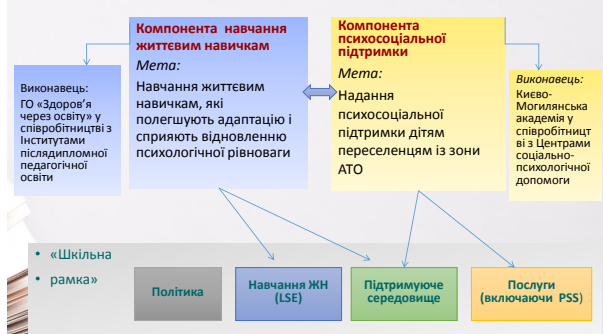 Компонента навчання
життєвим навичкам
Мета:
Навчання життєвим
навичкам, які
полегшують адаптацію і
сприяють відновленню
психологічної рівноваги
Компонента
психосоціальної
підтримки
Мета:
Надання
психосоціальної
підтримки дітям
переселенцям із зони
АТО
Виконавець:
ГО «Здоров’я
через освіту» у
співробітництві з
Інститутами
післядипломної
педагогічної
освіти
Виконавець:
Києво-
Могилянська
академія у
співробітницт
ві з Центрами
соціально-
психологічної
допомоги
• «Шкільна
• рамка»
Політика
Навчання ЖН
(LSE)
Підтримуюче
середовище
Послуги
(включаючи PSS)